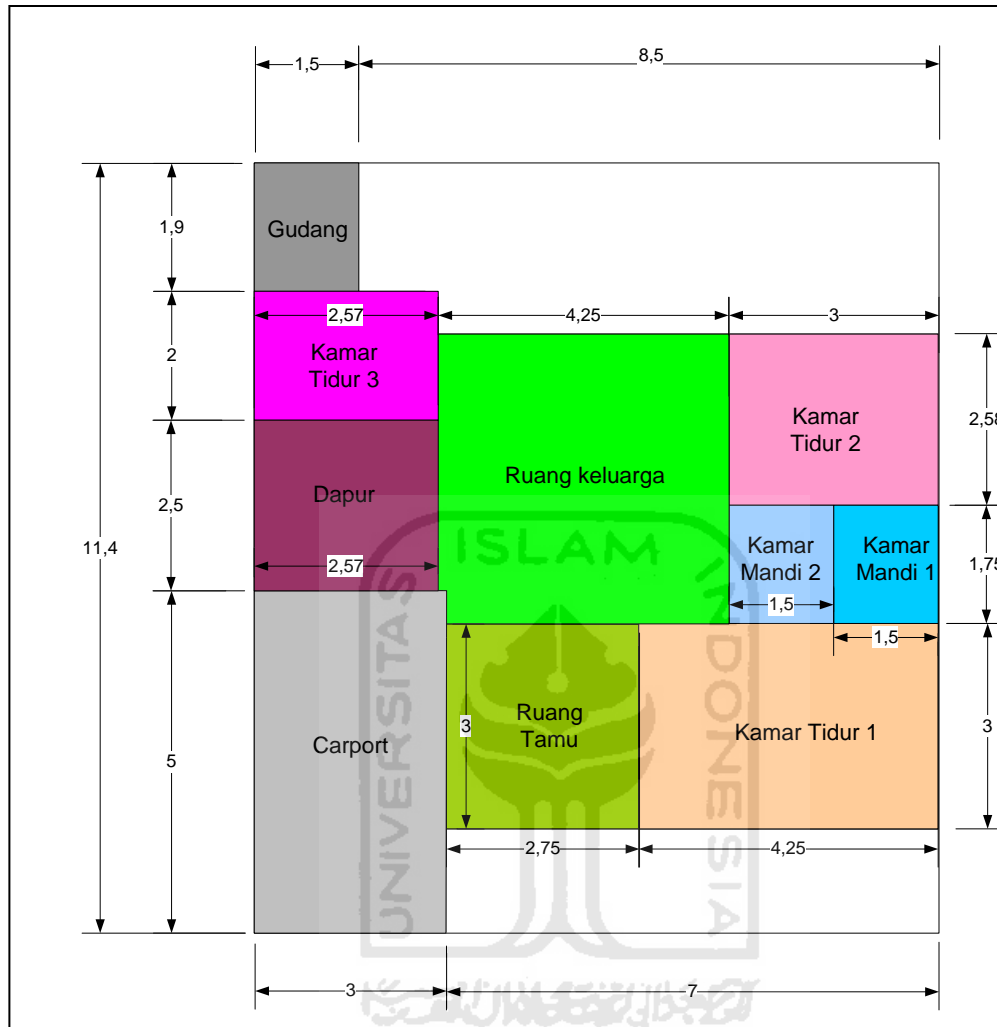 1,5
8,5
1,9
Gudang
2,57
4,25
3
2
Kamar
Tidur 3
2,58
Kamar
Tidur 2
Ruang keluarga
2,5
Dapur
11,4
ISLAM
Kamar
Mandi 2
Kamar
Mandi 1
1,75
2,57
1,5
1,5
UNIVERSITAS
INDONESIA
3
Ruang
Tamu
Kamar Tidur 1
3
Carport
5
2,75
4,25
3
7